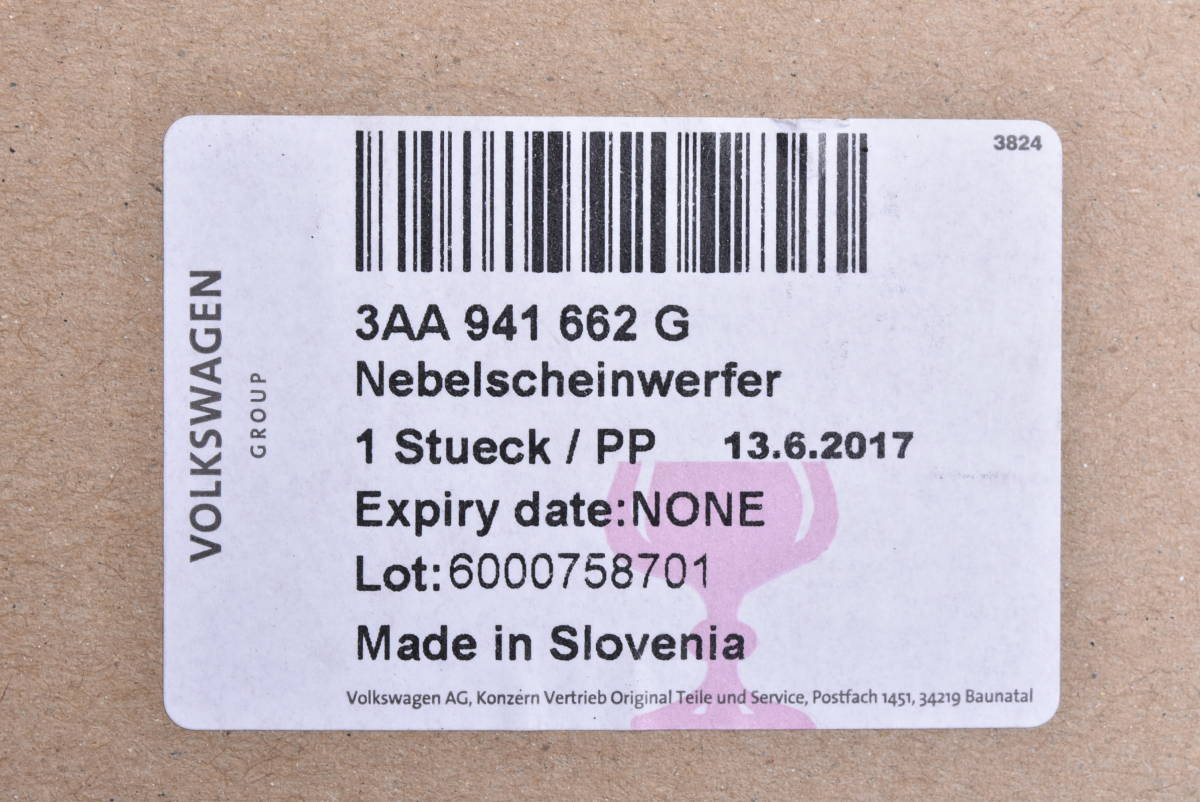 3824
VOLKSWAGEN
GROUP
3AA 941 662 G
Nebelscheinwerfer
1 Stueck / PP 13.6.2017
Expiry date:NONE
Lot:6000758701
Made in Slovenia
Volkswagen AG, Konzern Vertrieb Original Teile und Service, Postfach 1451, 34219 Baunatal